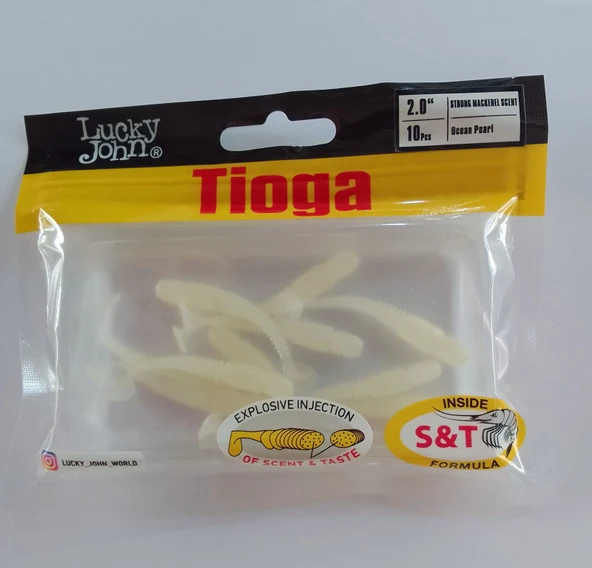 Lucky
John®
2.0"
STRONG MACKEREL SCENT
10Pcs
Ocean Pearl
Tioga
EXPLOSIVE INJECTION
OF SCENT & TASTE
INSIDE
S&T
FORMULA
LUCKY_JOHN_WORLD